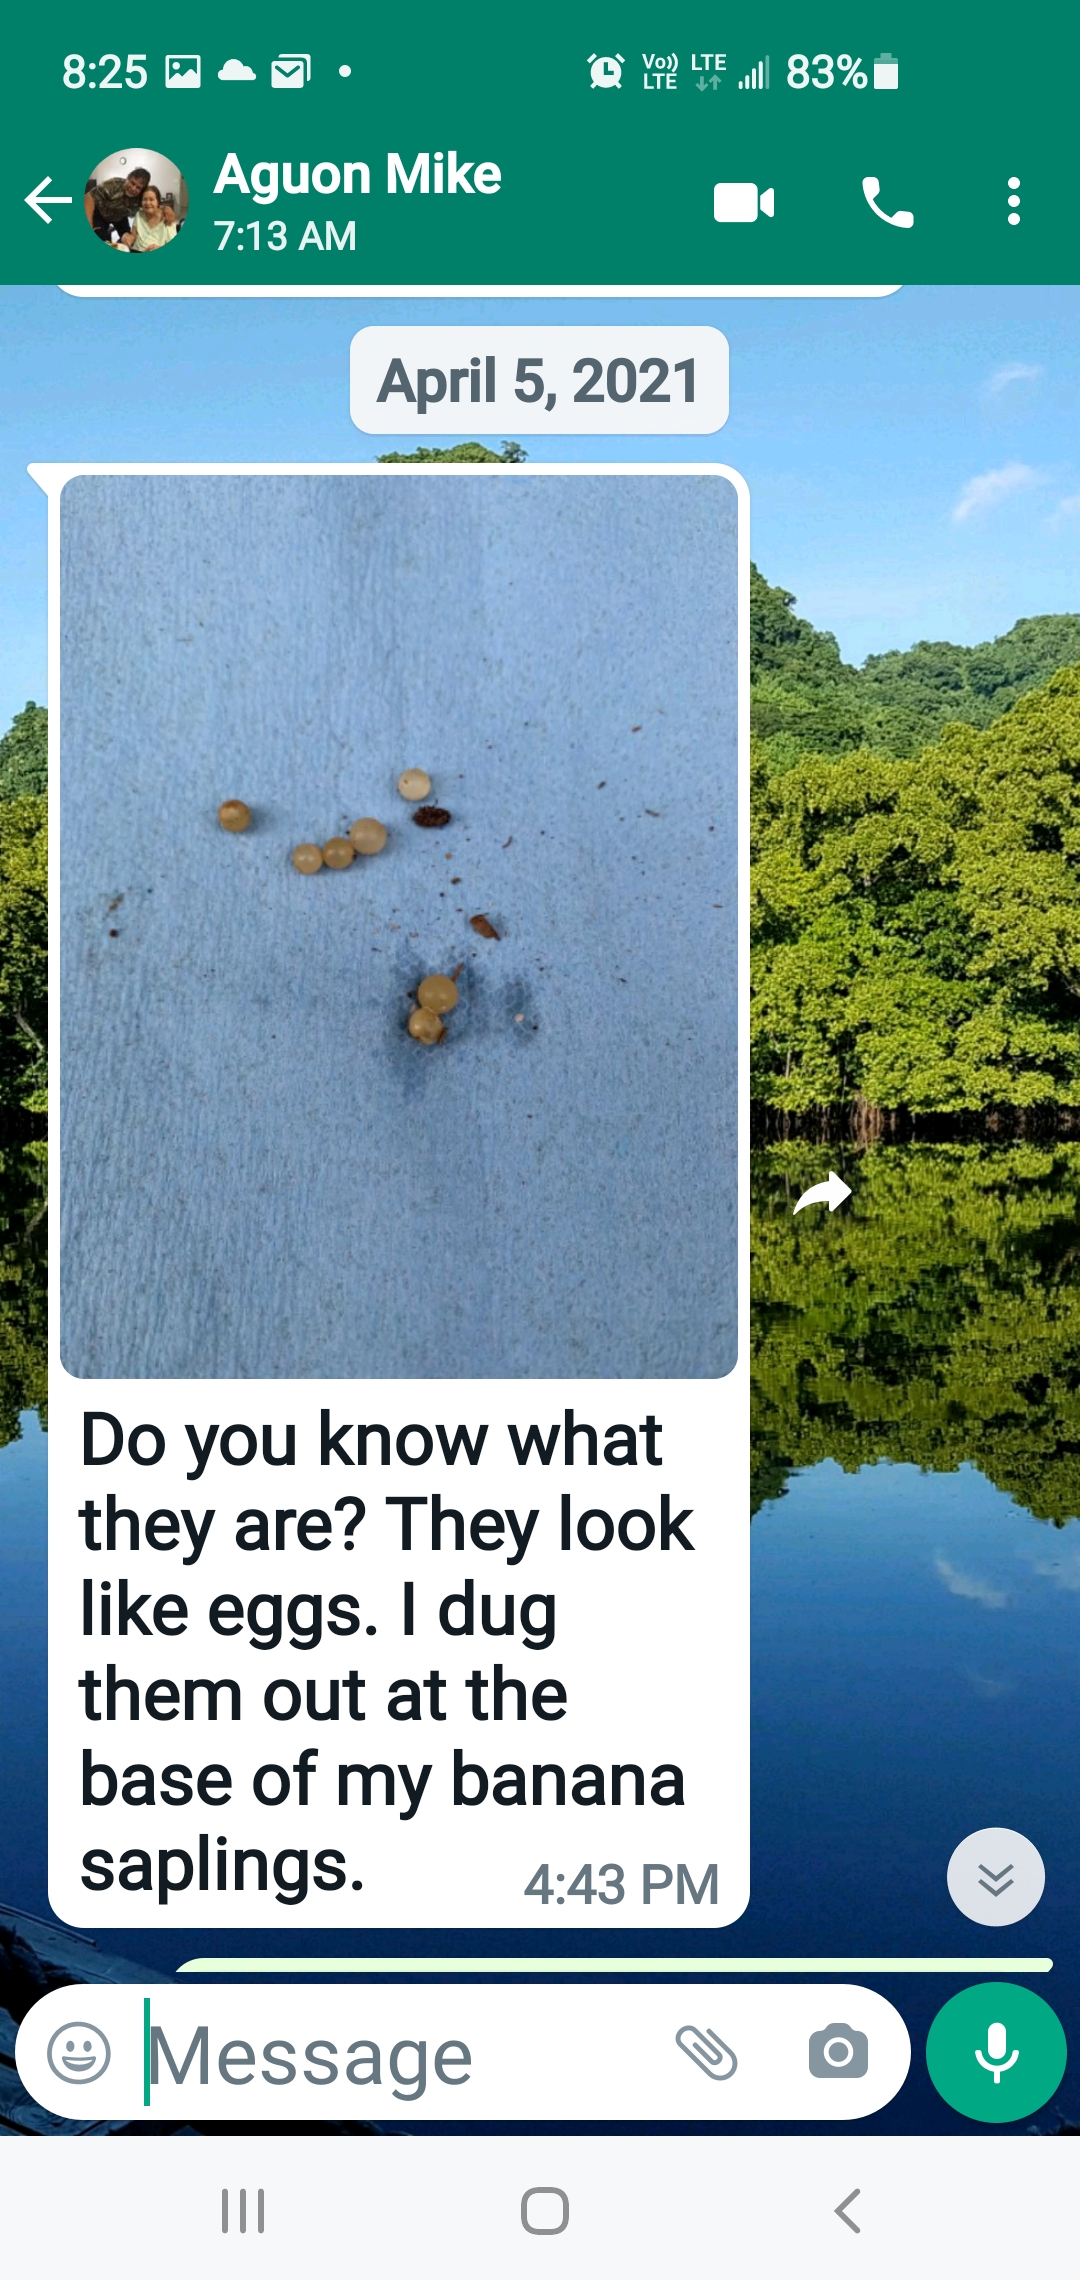 8:25 Vo)) LTE LTE 83%
Aguon Mike
7:13 AM
April 5, 2021
Do you know what
they are? They look
like eggs. I dug
them out at the
base of my banana
saplings.
4:43 PM
Message